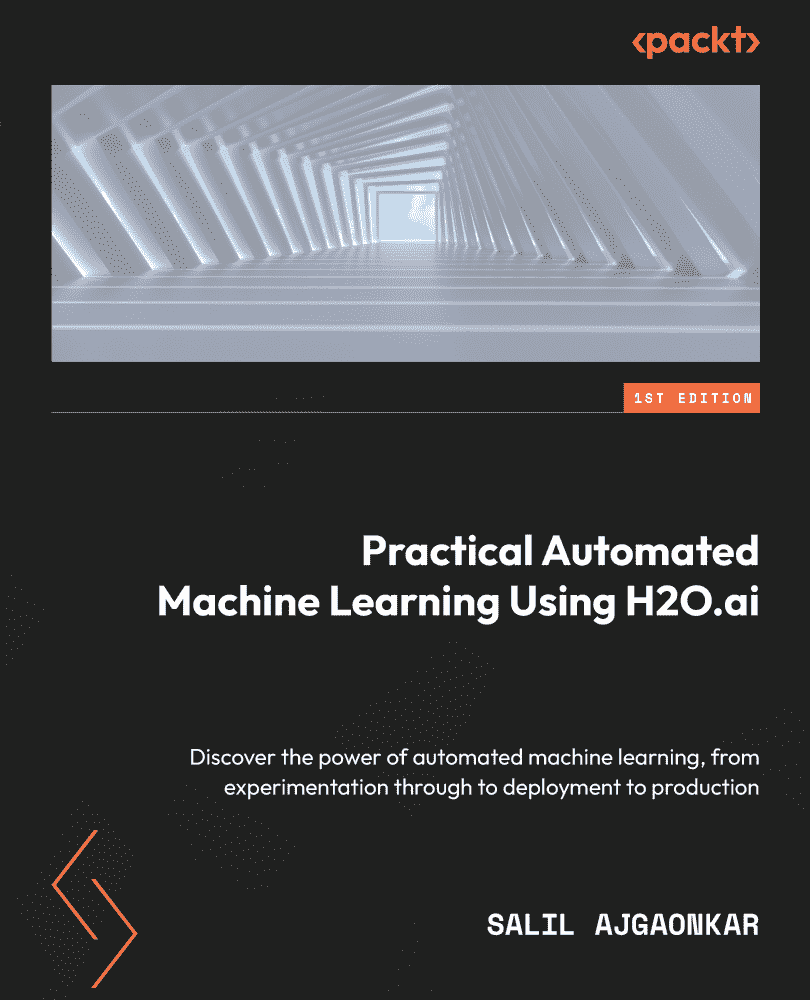 <packt>
1ST EDITION
Practical Automated
Machine Learning Using H2O.ai
Discover the power of automated machine learning, from
experimentation through to deployment to production
SALIL AJGAONKAR